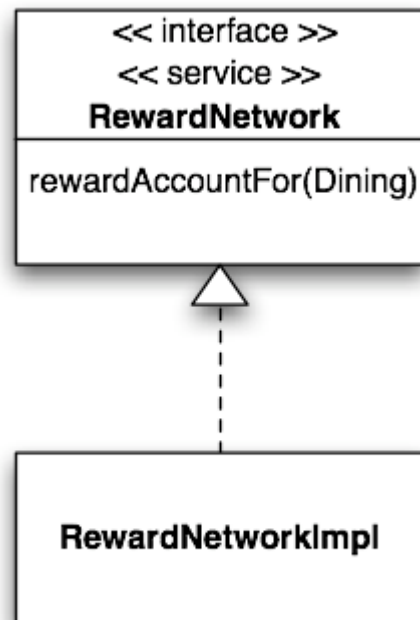 << interface >>
<< service >>
RewardNetwork
rewardAccountFor(Dining)
RewardNetworkImpl